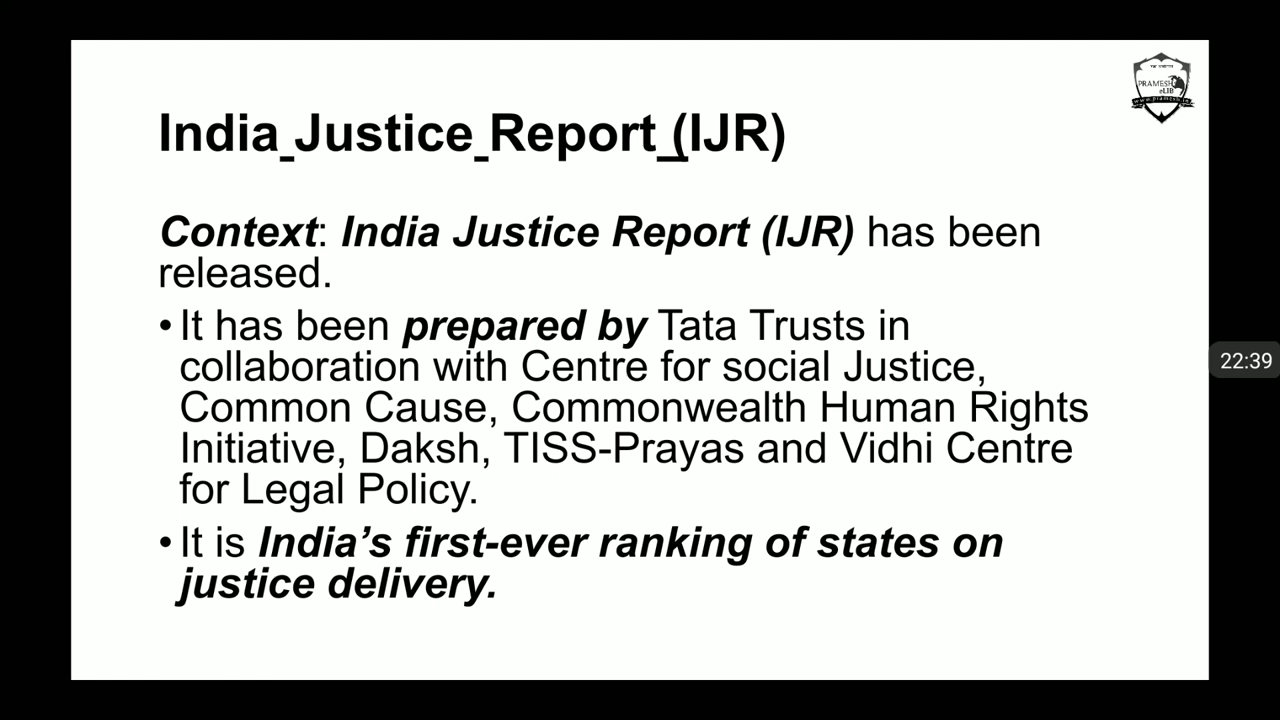 PRAMESH
eLIB
India Justice Report (IJR)
Context: India Justice Report (IJR) has been
released.
• It has been prepared by Tata Trusts in
collaboration with Centre for social Justice,
Common Cause, Commonwealth Human Rights
Initiative, Daksh, TISS-Prayas and Vidhi Centre
for Legal Policy.
• It is India’s first-ever ranking of states on
justice delivery.
22:39